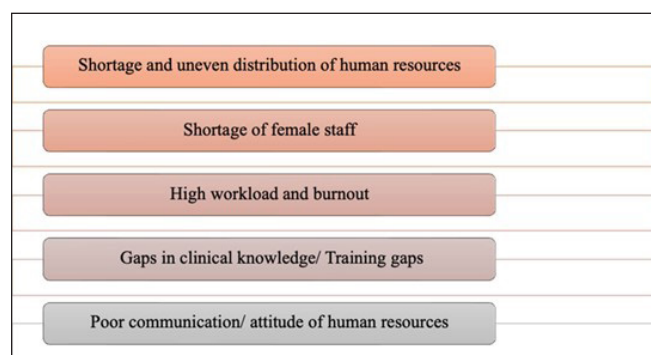 Shortage and uneven distribution of human resources
Shortage of female staff
High workload and burnout
Gaps in clinical knowledge/ Training gaps
Poor communication/ attitude of human resources